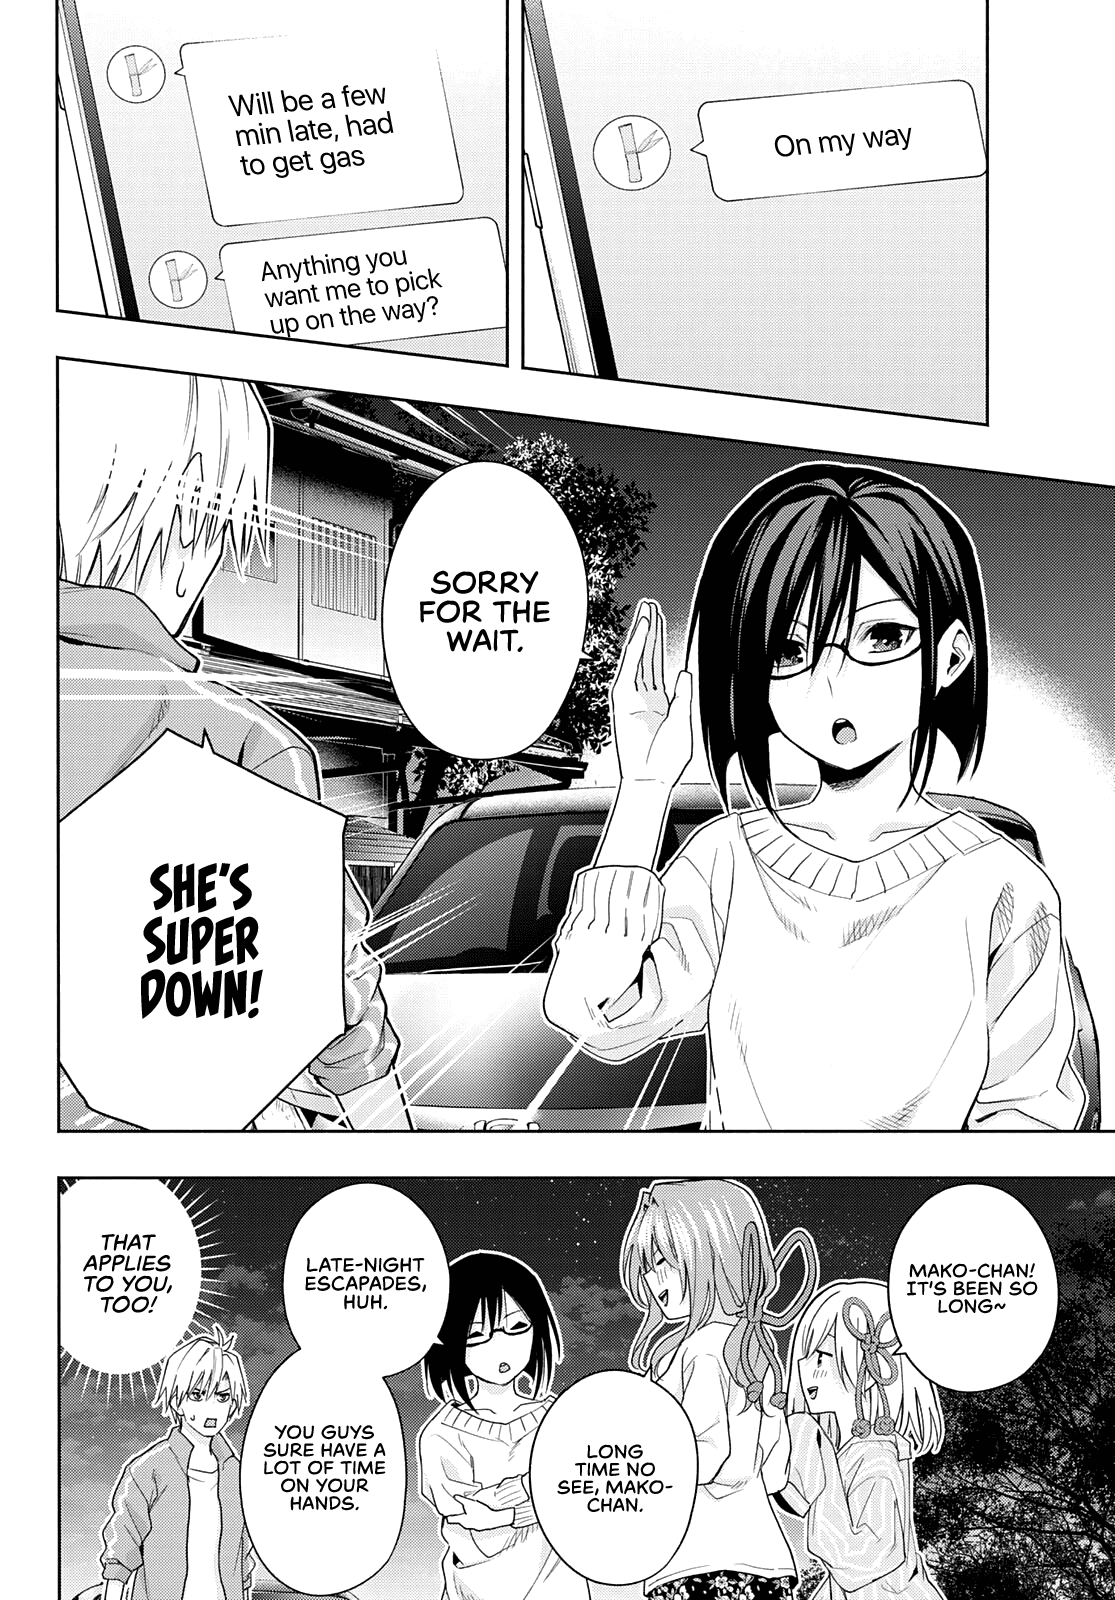 On my way
Will be a few
min late, had
to get gas
Anything you
want me to pick
up on the way?
SORRY
FOR THE
WAIT.
SHE'S
SUPER
DOWN!
MAKO-CHAN!
IT'S BEEN SO
LONG~
LONG
TIME NO
SEE, MAKO-
CHAN.
LATE-NIGHT
ESCAPADES,
HUH.
YOU GUYS
SURE HAVE A
LOT OF TIME
ON YOUR
HANDS.
THAT
APPLIES
TO YOU,
TOO!